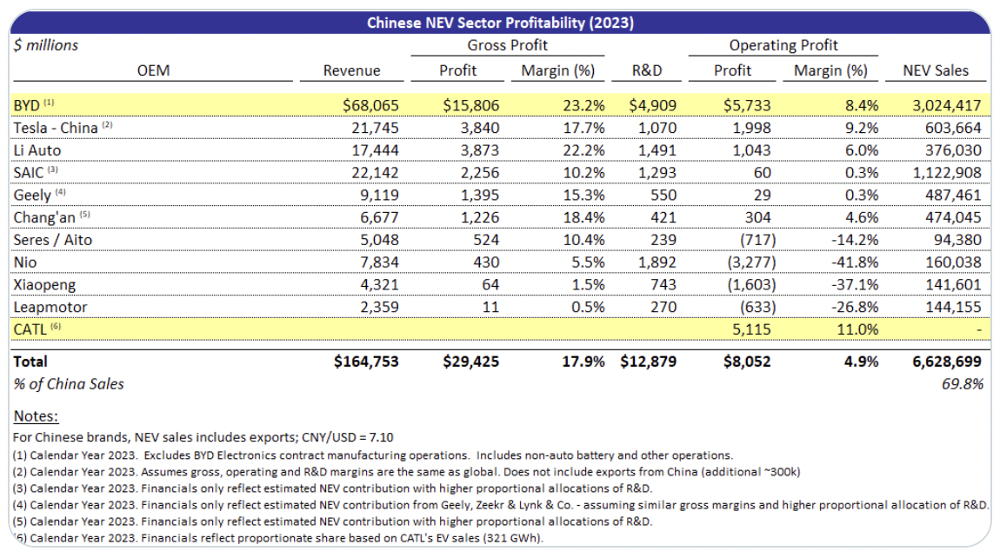 Chinese NEV Sector Profitability (2023)
$ millions Gross Profit Operating Profit
OEM Revenue Profit Margin (%) R&D Profit Margin (%) NEV Sales
BYD (1) $68,065 $15,806 23.2% $4,909 $5,733 8.4% 3,024,417
Tesla - China (2) 21,745 3,840 17.7% 1,070 1,998 9.2% 603,664
Li Auto 17,444 3,873 22.2% 1,491 1,043 6.0% 376,030
SAIC (3) 22,142 2,256 10.2% 1,293 60 0.3% 1,122,908
Geely (4) 9,119 1,395 15.3% 550 29 0.3% 487,461
Chang'an (5) 6,677 1,226 18.4% 421 304 4.6% 474,045
Seres / Aito 5,048 524 10.4% 239 (717) -14.2% 94,380
Nio 7,834 430 5.5% 1,892 (3,277) -41.8% 160,038
Xiaopeng 4,321 64 1.5% 743 (1,603) -37.1% 141,601
Leapmotor 2,359 11 0.5% 270 (633) -26.8% 144,155
CATL (6) 5,115 11.0% -
Total $164,753 $29,425 17.9% $12,879 $8,052 4.9% 6,628,699
% of China Sales 69.8%
Notes:
For Chinese brands, NEV sales includes exports; CNY/USD = 7.10
(1) Calendar Year 2023. Excludes BYD Electronics contract manufacturing operations. Includes non-auto battery and other operations.
(2) Calendar Year 2023. Assumes gross, operating and R&D margins are the same as global. Does not include exports from China (additional ~300k)
(3) Calendar Year 2023. Financials only reflect estimated NEV contribution with higher proportional allocations of R&D.
(4) Calendar Year 2023. Financials only reflect estimated NEV contribution from Geely, Zeekr & Lynk & Co. - assuming similar gross margins and higher proportional allocation of R&D.
(5) Calendar Year 2023. Financials only reflect estimated NEV contribution with higher proportional allocations of R&D.
(6) Calendar Year 2023. Financials reflect proportionate share based on CATL's EV sales (321 GWh).